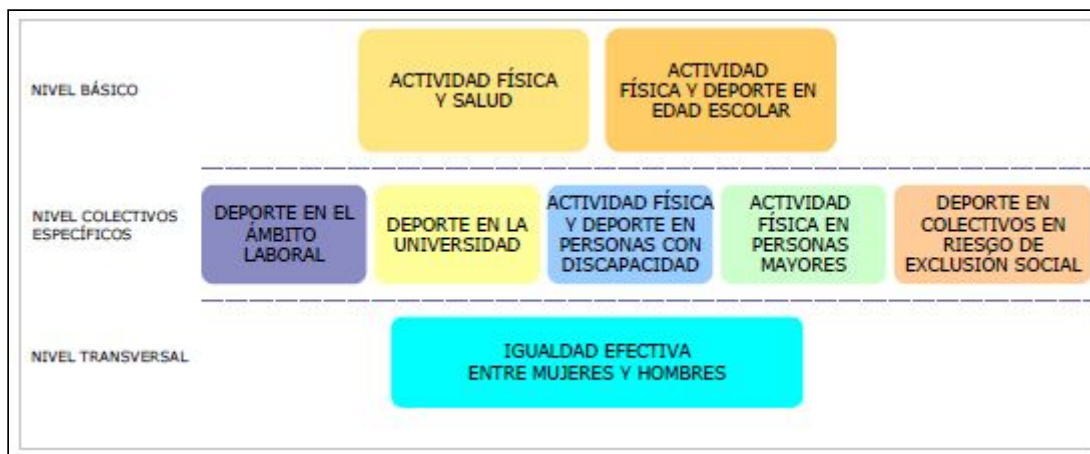 NIVEL BÁSICO
ACTIVIDAD FÍSICA
Y SALUD
ACTIVIDAD
FÍSICA Y DEPORTE EN
EDAD ESCOLAR
NIVEL COLECTIVOS
ESPECÍFICOS
DEPORTE EN EL
ÁMBITO
LABORAL
DEPORTE EN LA
UNIVERSIDAD
ACTIVIDAD FÍSICA
Y DEPORTE EN
PERSONAS CON
DISCAPACIDAD
ACTIVIDAD
FÍSICA EN
PERSONAS
MAYORES
DEPORTE EN
COLECTIVOS EN
RIESGO DE
EXCLUSIÓN SOCIAL
NIVEL TRANSVERSAL
IGUALDAD EFECTIVA
ENTRE MUJERES Y HOMBRES